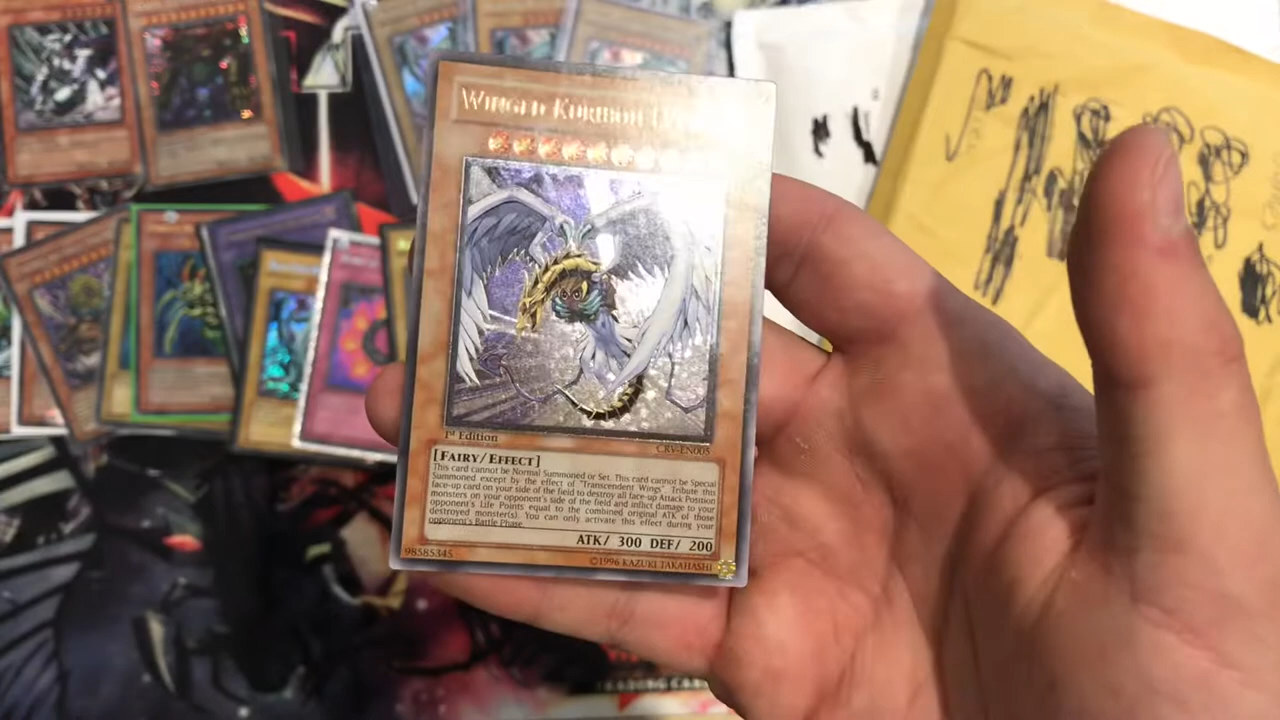 WINGED KURIBOH
1st Edition
CRV-EN005
[FAIRY/EFFECT]
This card cannot be Normal Summoned or Set. This card cannot be Special
Summoned except by the effect of "Transcendent Wings." Tribute this
face-up card on your side of the field to destroy all face-up Attack Position
monsters on your opponent's side of the field and inflict damage to your
opponent's Life Points equal to the combined original ATK of those
destroyed monster(s). You can only activate this effect during your
opponent's Battle Phase.
ATK/ 300 DEF/ 200
98585345
©1996 KAZUKI TAKAHASHI